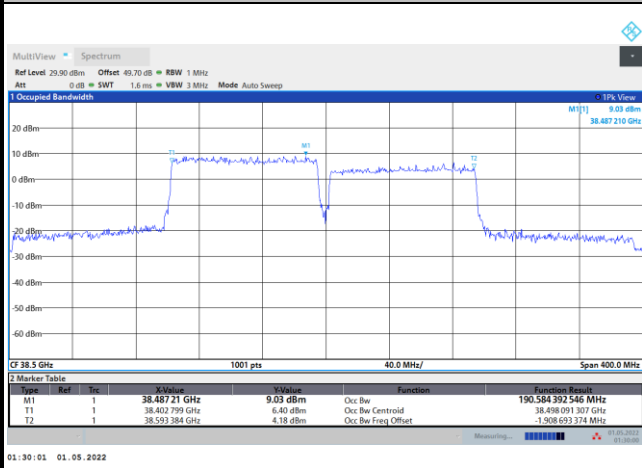 MultiView Spectrum
Ref Level 29.90 dBm Offset 49.70 dB RBW 1 MHz
Att 0 dB SWT 1.6 ms VBW 3 MHz Mode Auto Sweep
1 Occupied Bandwidth 1Pk View
M1[1] 9.03 dBm
38.487 210 GHz
20 dBm
M1
10 dBm
T1
T2
0 dBm
-10 dBm
-20 dBm
-30 dBm
-40 dBm
-50 dBm
-60 dBm
CF 38.5 GHz 1001 pts 40.0 MHz/ Span 400.0 MHz
2 Marker Table
Type Ref Trc X-Value Y-Value Function Function Result
M1 1 38.487 21 GHz 9.03 dBm Occ Bw 190.584 392 546 MHz
T1 1 38.402 799 GHz 6.40 dBm Occ Bw Centroid 38.498 091 307 GHz
T2 1 38.593 384 GHz 4.18 dBm Occ Bw Freq Offset -1.908 693 374 MHz
Measuring... 01.05.2022
01:30:00
01:30:01 01.05.2022